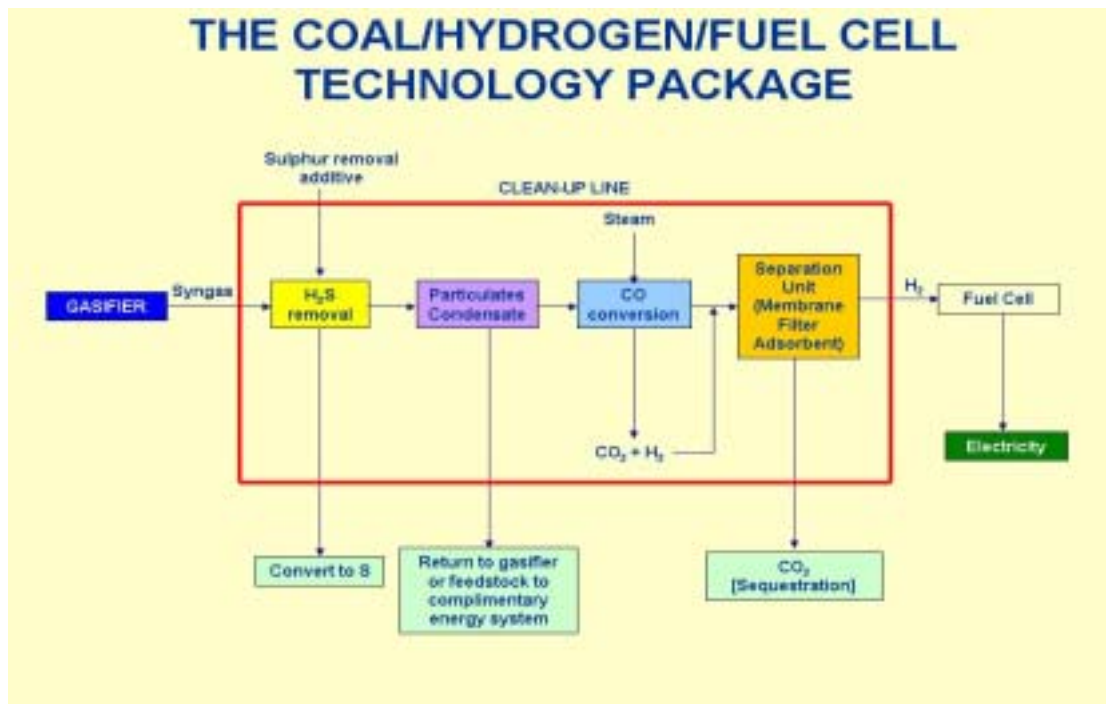 THE COAL/HYDROGEN/FUEL CELL
TECHNOLOGY PACKAGE
Sulphur removal
additive
CLEAN-UP LINE
Steam
GASIFIER
Syngas
H₂S
removal
Particulates
Condensate
CO
conversion
Separation
Unit
(Membrane
Filter
Adsorbent)
H₂
Fuel Cell
CO₂ + H₂
Electricity
Convert to S
Return to gasifier
or feedstock to
complimentary
energy system
CO₂
[Sequestration]